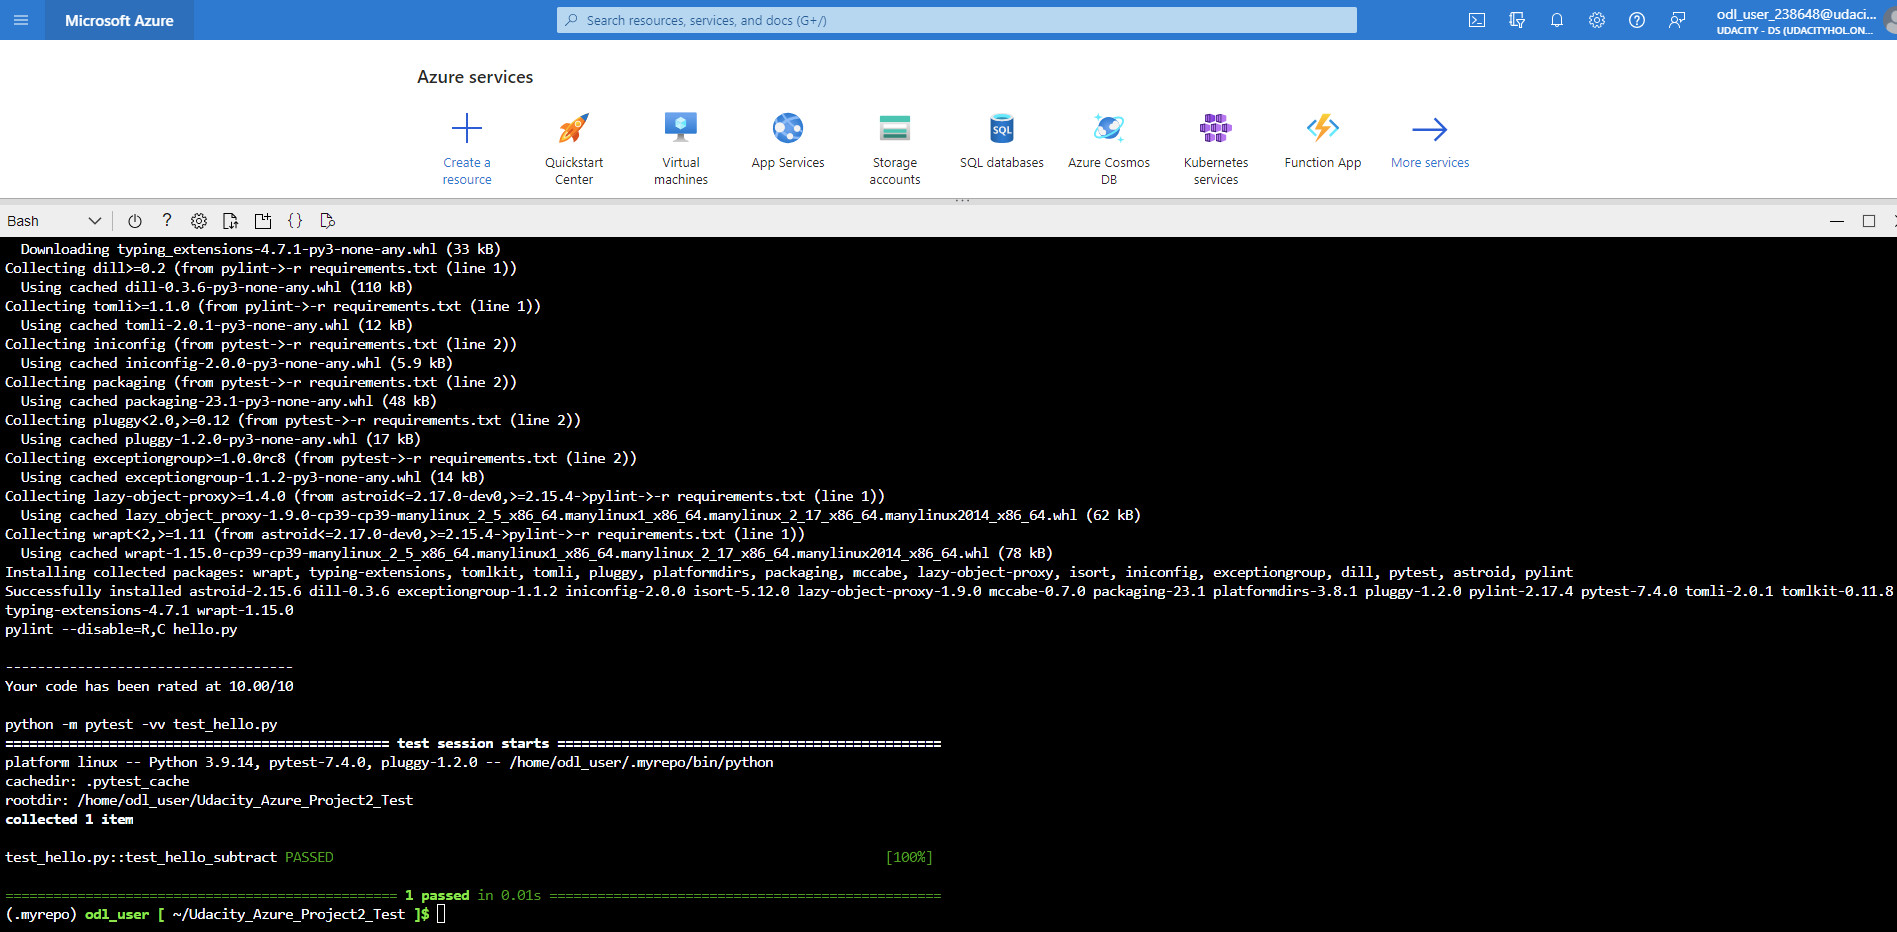 Microsoft Azure
Search resources, services, and docs (G+/)
odl_user_238648@udaci...
UDACITY - DS (UDACITYHOL.ON...
Azure services
Create a resource
Quickstart Center
Virtual machines
App Services
Storage accounts
SQL
SQL databases
Azure Cosmos DB
Kubernetes services
Function App
More services
Bash
Downloading typing_extensions-4.7.1-py3-none-any.whl (33 kB)
Collecting dill>=0.2 (from pylint->-r requirements.txt (line 1))
Using cached dill-0.3.6-py3-none-any.whl (110 kB)
Collecting tomli>=1.1.0 (from pylint->-r requirements.txt (line 1))
Using cached tomli-2.0.1-py3-none-any.whl (12 kB)
Collecting iniconfig (from pytest->-r requirements.txt (line 2))
Using cached iniconfig-2.0.0-py3-none-any.whl (5.9 kB)
Collecting packaging (from pytest->-r requirements.txt (line 2))
Using cached packaging-23.1-py3-none-any.whl (48 kB)
Collecting pluggy<2.0,>=0.12 (from pytest->-r requirements.txt (line 2))
Using cached pluggy-1.2.0-py3-none-any.whl (17 kB)
Collecting exceptiongroup>=1.0.0rc8 (from pytest->-r requirements.txt (line 2))
Using cached exceptiongroup-1.1.2-py3-none-any.whl (14 kB)
Collecting lazy-object-proxy>=1.4.0 (from astroid<=2.17.0-dev0,>=2.15.4->pylint->-r requirements.txt (line 1))
Using cached lazy_object_proxy-1.9.0-cp39-cp39-manylinux_2_5_x86_64.manylinux1_x86_64.manylinux_2_17_x86_64.manylinux2014_x86_64.whl (62 kB)
Collecting wrapt<2,>=1.11 (from astroid<=2.17.0-dev0,>=2.15.4->pylint->-r requirements.txt (line 1))
Using cached wrapt-1.15.0-cp39-cp39-manylinux_2_5_x86_64.manylinux1_x86_64.manylinux_2_17_x86_64.manylinux2014_x86_64.whl (78 kB)
Installing collected packages: wrapt, typing-extensions, tomlkit, tomli, pluggy, platformdirs, packaging, mccabe, lazy-object-proxy, isort, iniconfig, exceptiongroup, dill, pytest, astroid, pylint
Successfully installed astroid-2.15.6 dill-0.3.6 exceptiongroup-1.1.2 iniconfig-2.0.0 isort-5.12.0 lazy-object-proxy-1.9.0 mccabe-0.7.0 packaging-23.1 platformdirs-3.8.1 pluggy-1.2.0 pylint-2.17.4 pytest-7.4.0 tomli-2.0.1 tomlkit-0.11.8
typing-extensions-4.7.1 wrapt-1.15.0
pylint --disable=R,C hello.py
------------------------------------
Your code has been rated at 10.00/10
python -m pytest -vv test_hello.py
================================================ test session starts ================================================
platform linux -- Python 3.9.14, pytest-7.4.0, pluggy-1.2.0 -- /home/odl_user/.myrepo/bin/python
cachedir: .pytest_cache
rootdir: /home/odl_user/Udacity_Azure_Project2_Test
collected 1 item
test_hello.py::test_hello_subtract PASSED [100%]
================================================= 1 passed in 0.01s =================================================
(.myrepo) odl_user [ ~/Udacity_Azure_Project2_Test ]$